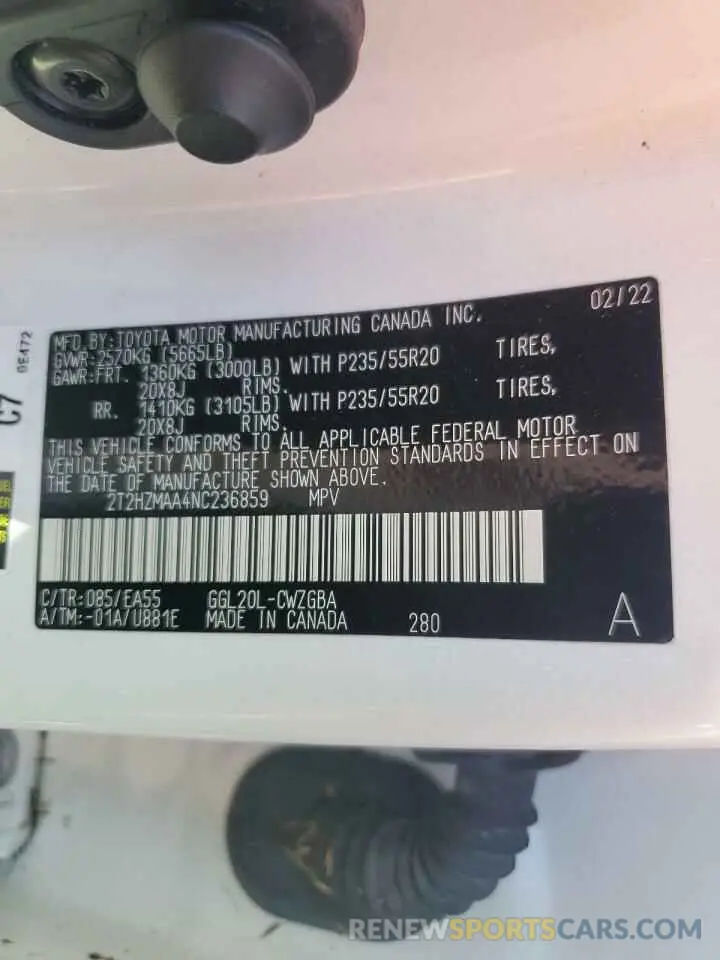 02/22
MFD. BY: TOYOTA MOTOR MANUFACTURING CANADA INC.
GVWR: 2570KG (5665LB)
GAWR: FRT. 1360KG (3000LB) WITH P235/55R20 TIRES,
20X8J RIMS.
RR. 1410KG (3105LB) WITH P235/55R20 TIRES,
20X8J RIMS.
THIS VEHICLE CONFORMS TO ALL APPLICABLE FEDERAL MOTOR
VEHICLE SAFETY AND THEFT PREVENTION STANDARDS IN EFFECT ON
THE DATE OF MANUFACTURE SHOWN ABOVE.
2T2HZMAA4NC236859 MPV
C/TR: 085/EA55 GGL20L-CWZGBA
A/TM: -01A/U881E MADE IN CANADA 280 A
C7 0E472
RENEWSPORTSCARS.COM